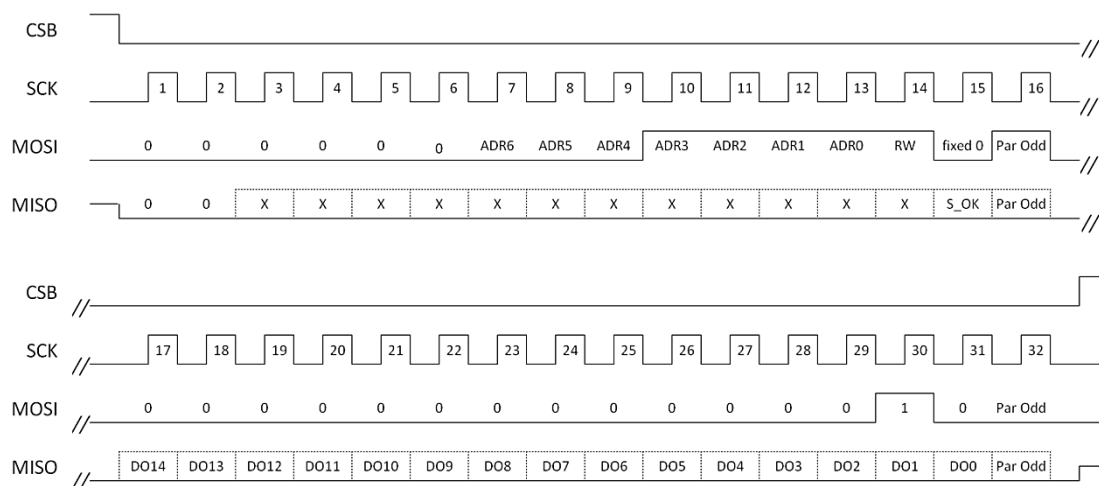 CSB //
SCK 1 2 3 4 5 6 7 8 9 10 11 12 13 14 15 16 //
MOSI 0 0 0 0 0 0 ADR6 ADR5 ADR4 ADR3 ADR2 ADR1 ADR0 RW fixed 0 Par Odd //
MISO 0 0 X X X X X X X X X X X X S_OK Par Odd //
CSB //
SCK // 17 18 19 20 21 22 23 24 25 26 27 28 29 30 31 32
MOSI // 0 0 0 0 0 0 0 0 0 0 0 0 0 1 0 Par Odd
MISO // DO14 DO13 DO12 DO11 DO10 DO9 DO8 DO7 DO6 DO5 DO4 DO3 DO2 DO1 DO0 Par Odd